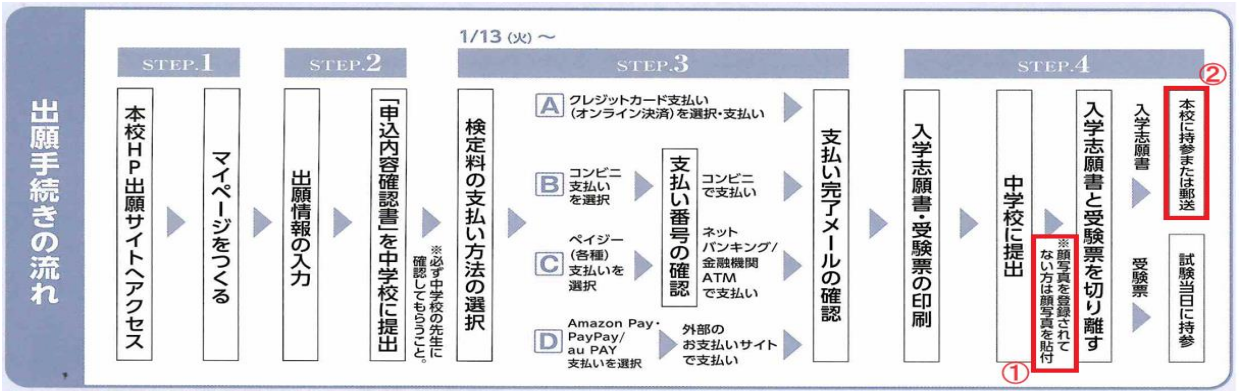 出願手続きの流れ
STEP.1
本校HP出願サイトへアクセス
マイページをつくる
STEP.2
出願情報の入力
「申込内容確認書」を中学校に提出
※必ず中学校の先生に
確認してもらうこと。
1/13(火)～
STEP.3
検定料の支払い方法の選択
A
クレジットカード支払い
(オンライン決済)を選択・支払い
B
コンビニ
支払い
を選択
C
ペイジー
(各種)
支払いを
選択
支払い番号の確認
コンビニ
で支払い
ネット
バンキング/
金融機関
ATM
で支払い
D
Amazon Pay・
PayPay/
au PAY
支払いを選択
外部の
お支払いサイト
で支払い
支払い完了メールの確認
STEP.4
入学志願書・受験票の印刷
中学校に提出
※顔写真を登録されて
ない方は顔写真を貼付
①
入学志願書と受験票を切り離す
入学志願書
②
本校に持参または郵送
受験票
試験当日に持参